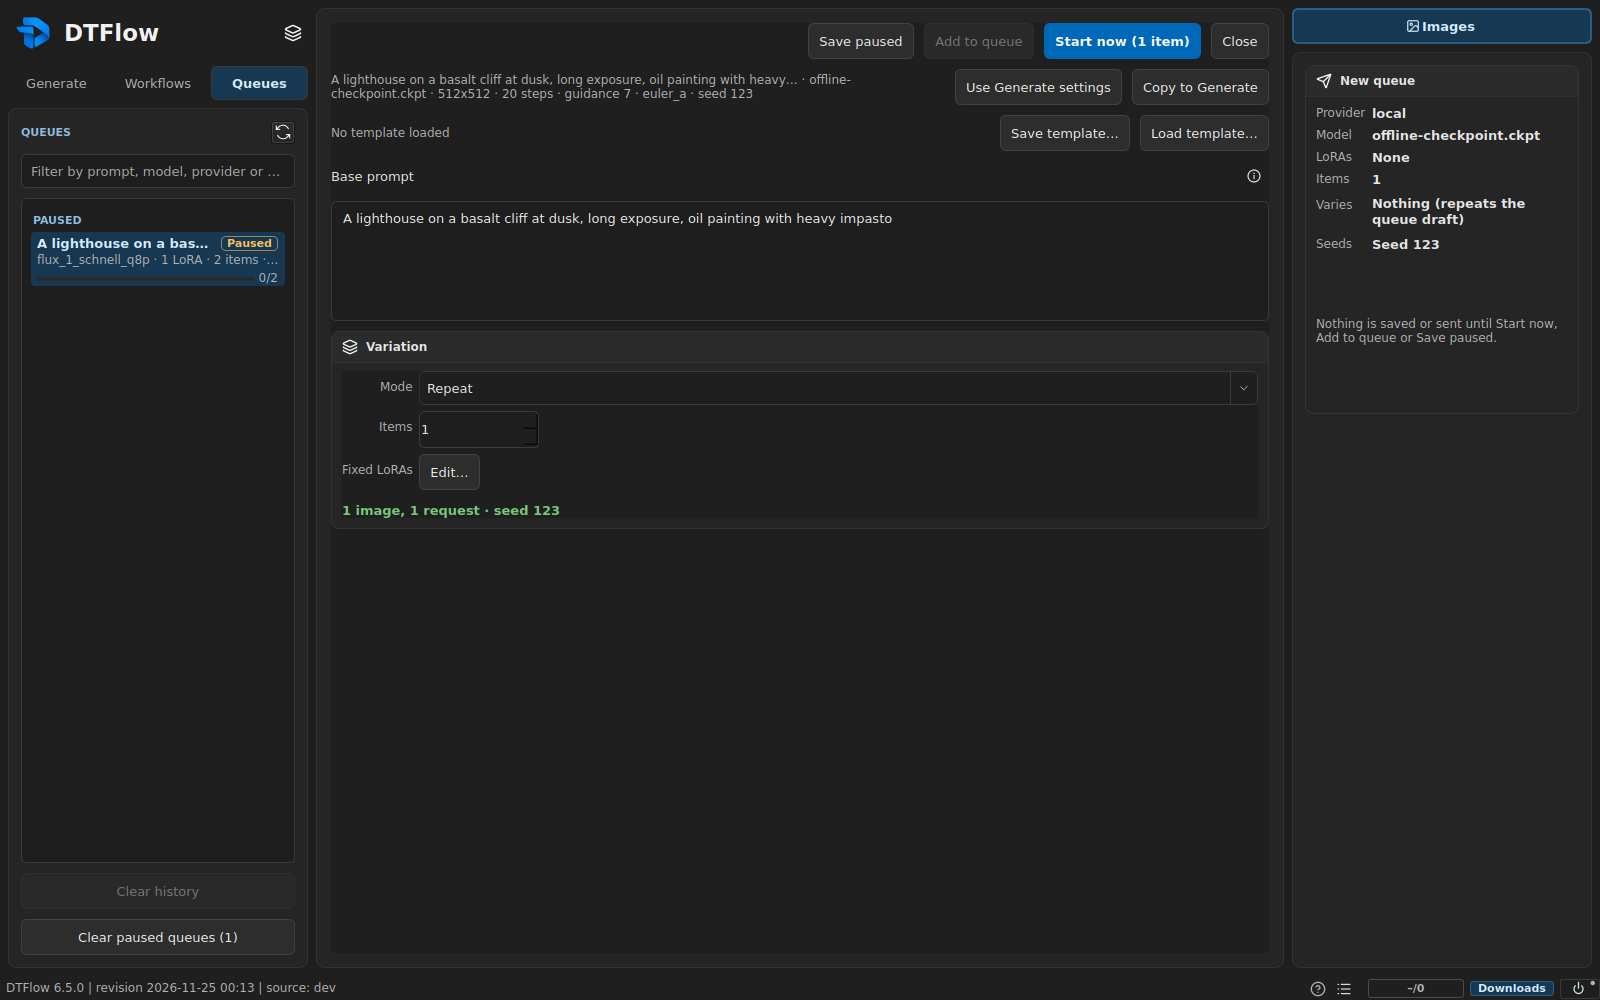 DTFlow
Generate
Workflows
Queues
QUEUES
Filter by prompt, model, provider or ...
PAUSED
A lighthouse on a bas...
Paused
flux_1_schnell_q8p · 1 LoRA · 2 items ·...
0/2
Clear history
Clear paused queues (1)
Save paused
Add to queue
Start now (1 item)
Close
A lighthouse on a basalt cliff at dusk, long exposure, oil painting with heavy... · offline-
checkpoint.ckpt · 512x512 · 20 steps · guidance 7 · euler_a · seed 123
Use Generate settings
Copy to Generate
No template loaded
Save template...
Load template...
Base prompt
A lighthouse on a basalt cliff at dusk, long exposure, oil painting with heavy impasto
Variation
Mode
Repeat
Items
1
Fixed LoRAs
Edit...
1 image, 1 request · seed 123
Images
New queue
Provider local
Model offline-checkpoint.ckpt
LoRAs None
Items 1
Varies Nothing (repeats the
queue draft)
Seeds Seed 123
Nothing is saved or sent until Start now,
Add to queue or Save paused.
DTFlow 6.5.0 | revision 2026-11-25 00:13 | source: dev
-/0
Downloads